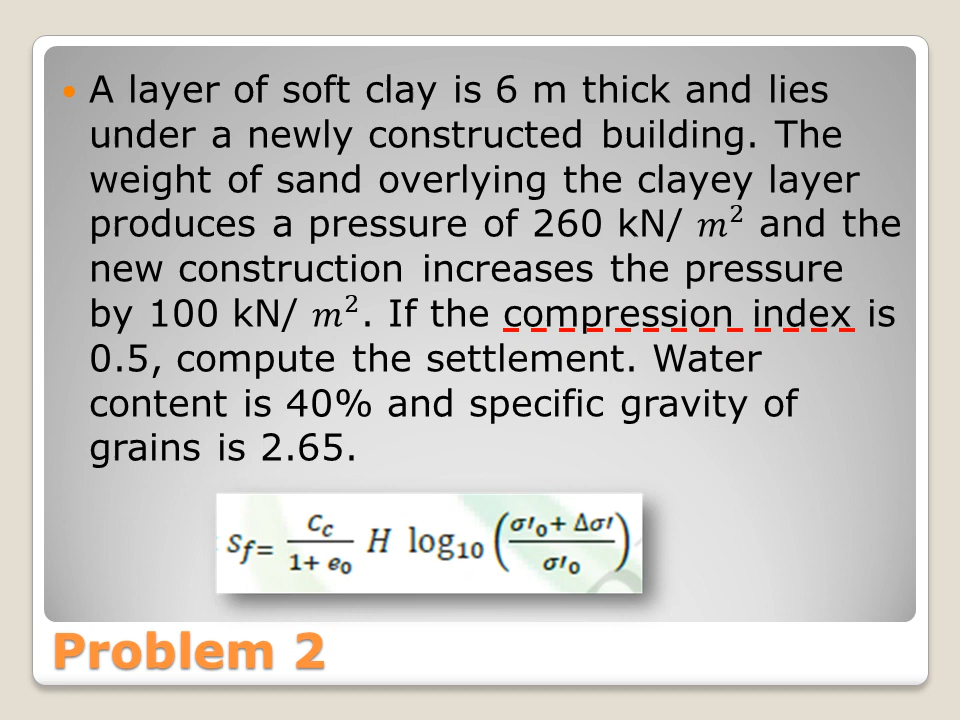 • A layer of soft clay is 6 m thick and lies
under a newly constructed building. The
weight of sand overlying the clayey layer
produces a pressure of 260 kN/ 𝑚² and the
new construction increases the pressure
by 100 kN/ 𝑚². If the compression index is
0.5, compute the settlement. Water
content is 40% and specific gravity of
grains is 2.65.
S_f= C_c / (1+ e₀) H log₁₀ ((σ′₀+ Δσ′) / σ′₀)
Problem 2